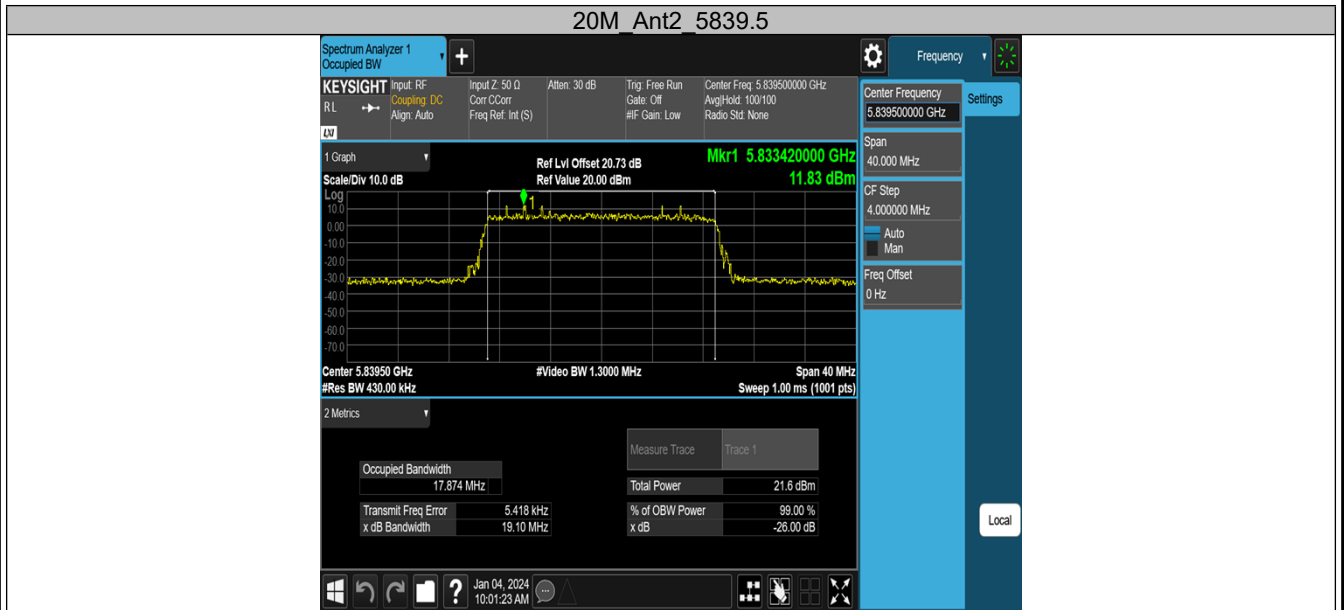 20M_Ant2_5839.5
Spectrum Analyzer 1
Occupied BW
+
Frequency
KEYSIGHT
RL
LXI
Input: RF
Coupling: DC
Align: Auto
Input Z: 50 Ω
Corr CCorr
Freq Ref: Int (S)
Atten: 30 dB
Trig: Free Run
Gate: Off
#IF Gain: Low
Center Freq: 5.839500000 GHz
Avg|Hold: 100/100
Radio Std: None
Center Frequency
5.839500000 GHz
Settings
Span
40.000 MHz
CF Step
4.000000 MHz
Auto
Man
Freq Offset
0 Hz
Local
1 Graph
Scale/Div 10.0 dB
Ref Lvl Offset 20.73 dB
Ref Value 20.00 dBm
Mkr1 5.833420000 GHz
11.83 dBm
Log
10.0
0.00
-10.0
-20.0
-30.0
-40.0
-50.0
-60.0
-70.0
1
Center 5.83950 GHz
#Res BW 430.00 kHz
#Video BW 1.3000 MHz
Span 40 MHz
Sweep 1.00 ms (1001 pts)
2 Metrics
Measure Trace Trace 1
Occupied Bandwidth
17.874 MHz
Total Power 21.6 dBm
Transmit Freq Error 5.418 kHz
% of OBW Power 99.00 %
x dB Bandwidth 19.10 MHz
x dB -26.00 dB
?
Jan 04, 2024
10:01:23 AM